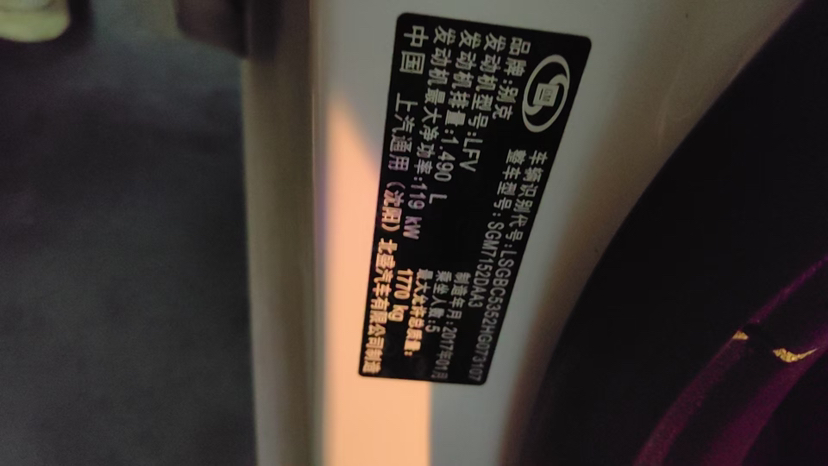 车辆识别代号:LSGBC5352HG073107
品牌:别克 整车型号:SGM7152DAA3
发动机型号:LFV
发动机排量:1.490 L 制造年月:2017年01月
发动机最大净功率:119 kW 乘坐人数:5
最大允许总质量:1770 kg
中国 上汽通用(沈阳)北盛汽车有限公司制造